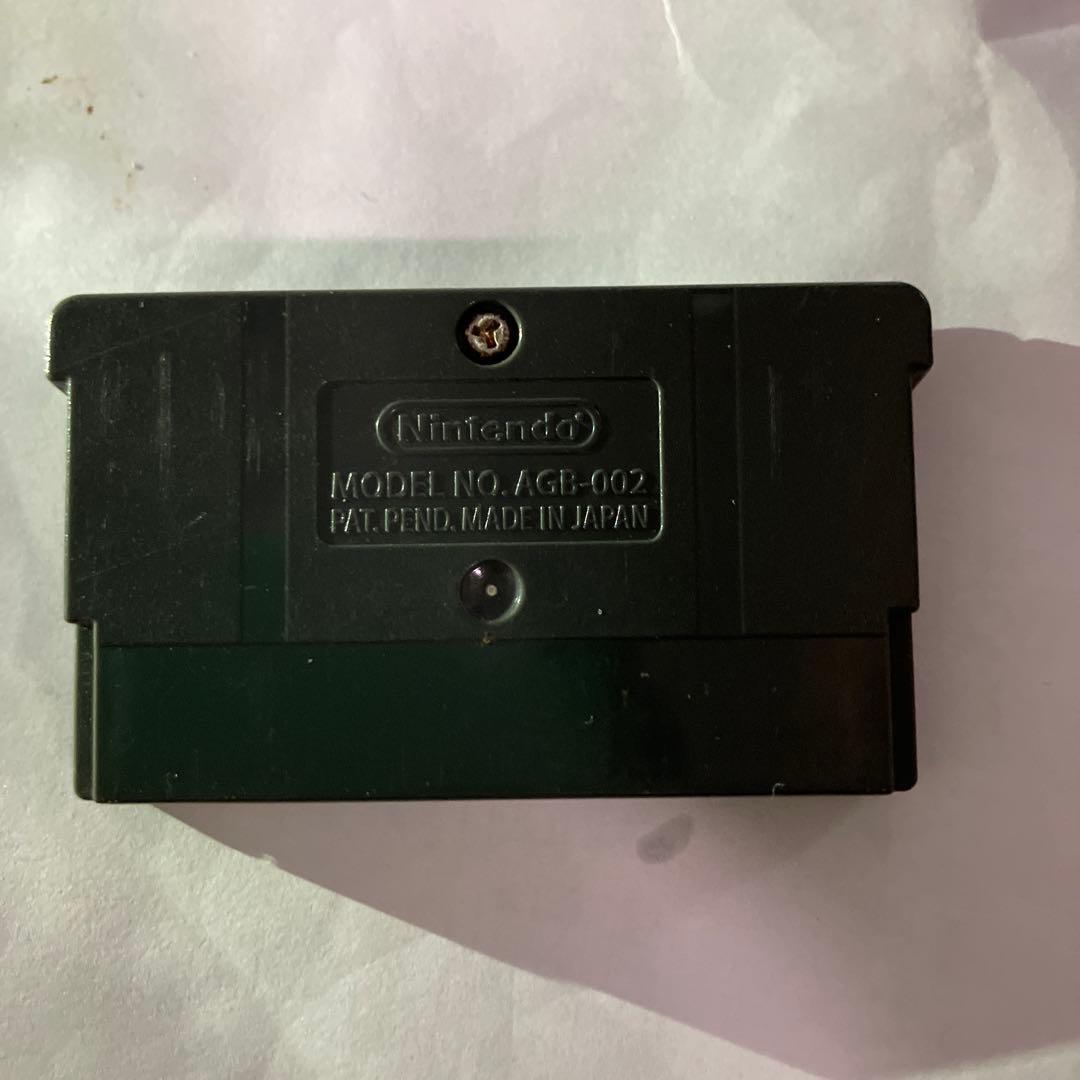 Nintendo®
MODEL NO. AGB-002
PAT. PEND. MADE IN JAPAN